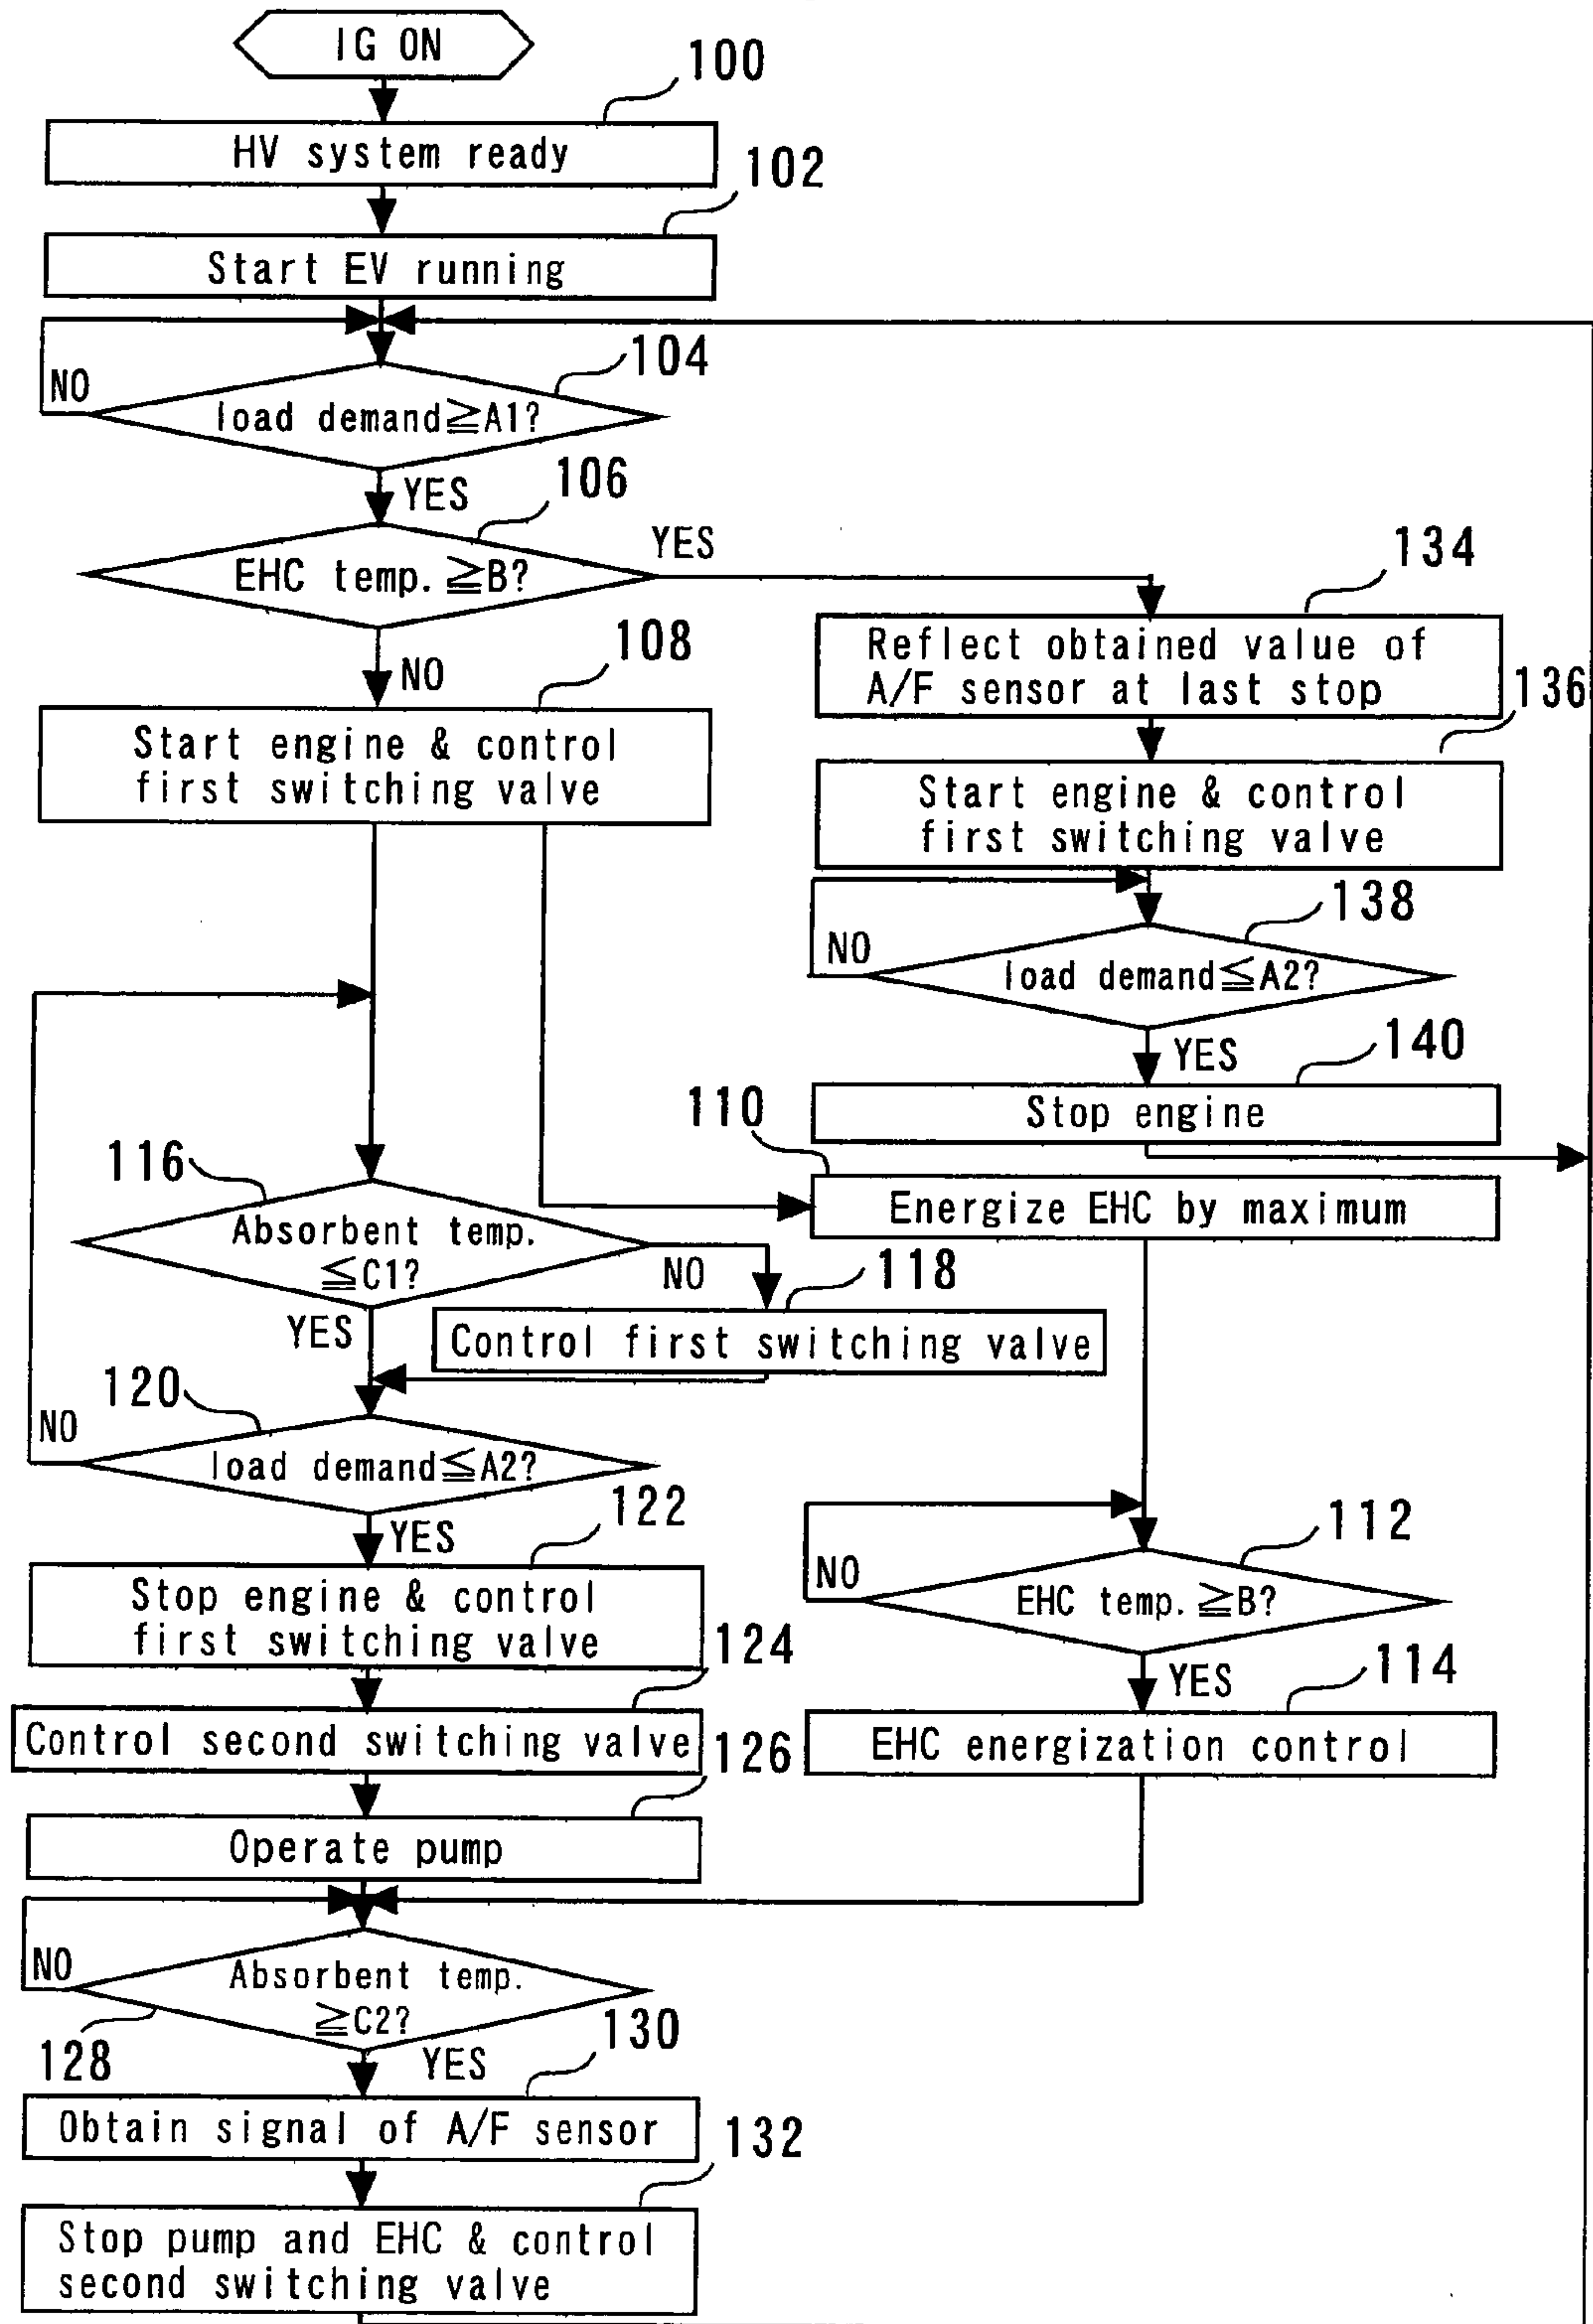 IG ON
100
HV system ready
102
Start EV running
104
NO
load demand≧A1?
YES
106
EHC temp. ≧B?
YES
134
Reflect obtained value of
A/F sensor at last stop
NO
108
Start engine & control
first switching valve
136
Start engine & control
first switching valve
138
NO
load demand≦A2?
YES
140
Stop engine
110
Energize EHC by maximum
116
Absorbent temp.
≦C1?
NO
118
YES
Control first switching valve
120
NO
load demand≦A2?
YES
122
Stop engine & control
first switching valve
112
NO
EHC temp. ≧B?
YES
114
EHC energization control
124
Control second switching valve
126
Operate pump
NO
Absorbent temp.
≧C2?
128
YES
130
Obtain signal of A/F sensor
132
Stop pump and EHC & control
second switching valve